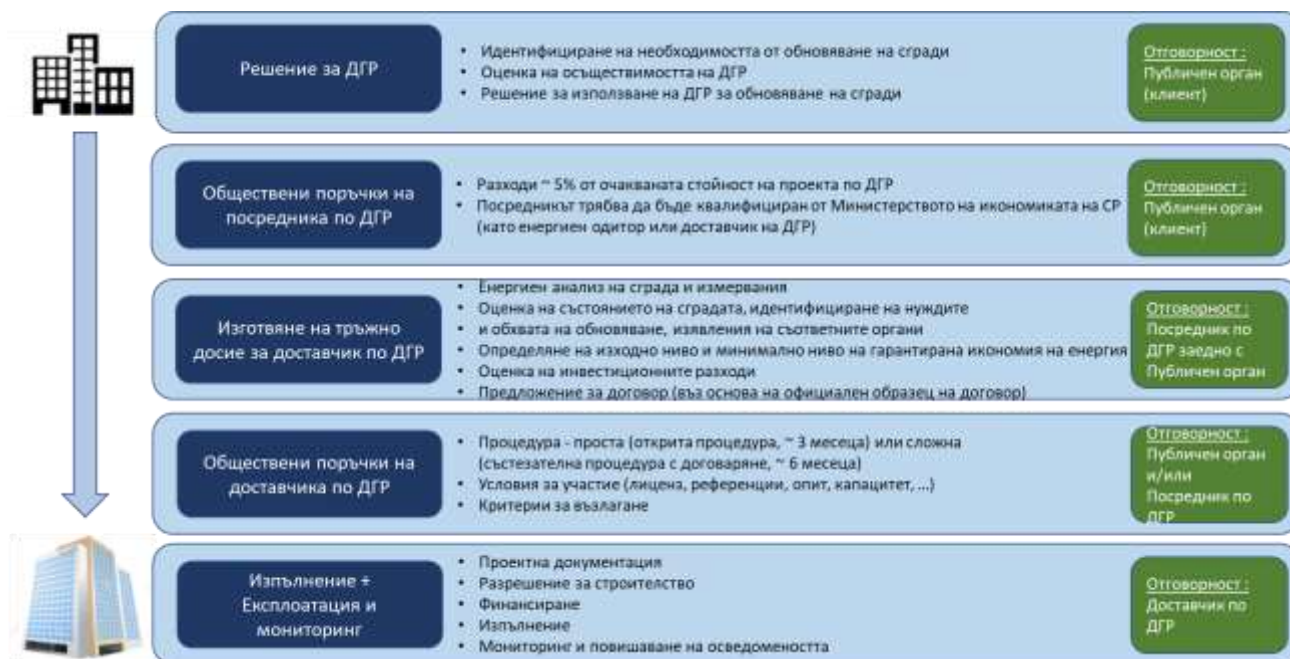 Решение за ДГР
• Идентифициране на необходимостта от обновяване на сгради
• Оценка на осъществимостта на ДГР
• Решение за използване на ДГР за обновяване на сгради
Отговорност :
Публичен орган
(клиент)
Обществени поръчки на
посредника по ДГР
• Разходи ~ 5% от очакваната стойност на проекта по ДГР
• Посредникът трябва да бъде квалифициран от Министерството на икономиката на СР
(като енергиен одитор или доставчик на ДГР)
Отговорност :
Публичен орган
(клиент)
Изготвяне на тръжно
досие за доставчик по ДГР
• Енергиен анализ на сграда и измервания
• Оценка на състоянието на сградата, идентифициране на нуждите
• и обхвата на обновяване, изявления на съответните органи
• Определяне на изходно ниво и минимално ниво на гарантирана икономия на енергия
• Оценка на инвестиционните разходи
• Предложение за договор (въз основа на официален образец на договор)
Отговорност :
Посредник по
ДГР заедно с
Публичен орган
Обществени поръчки на
доставчика по ДГР
• Процедура - проста (открита процедура, ~ 3 месеца) или сложна
(състезателна процедура с договаряне, ~ 6 месеца)
• Условия за участие (лиценз, референции, опит, капацитет, ...)
• Критерии за възлагане
Отговорност :
Публичен орган
и/или
Посредник по
ДГР
Изпълнение +
Експлоатация и
мониторинг
• Проектна документация
• Разрешение за строителство
• Финансиране
• Изпълнение
• Мониторинг и повишаване на осведомеността
Отговорност :
Доставчик по
ДГР